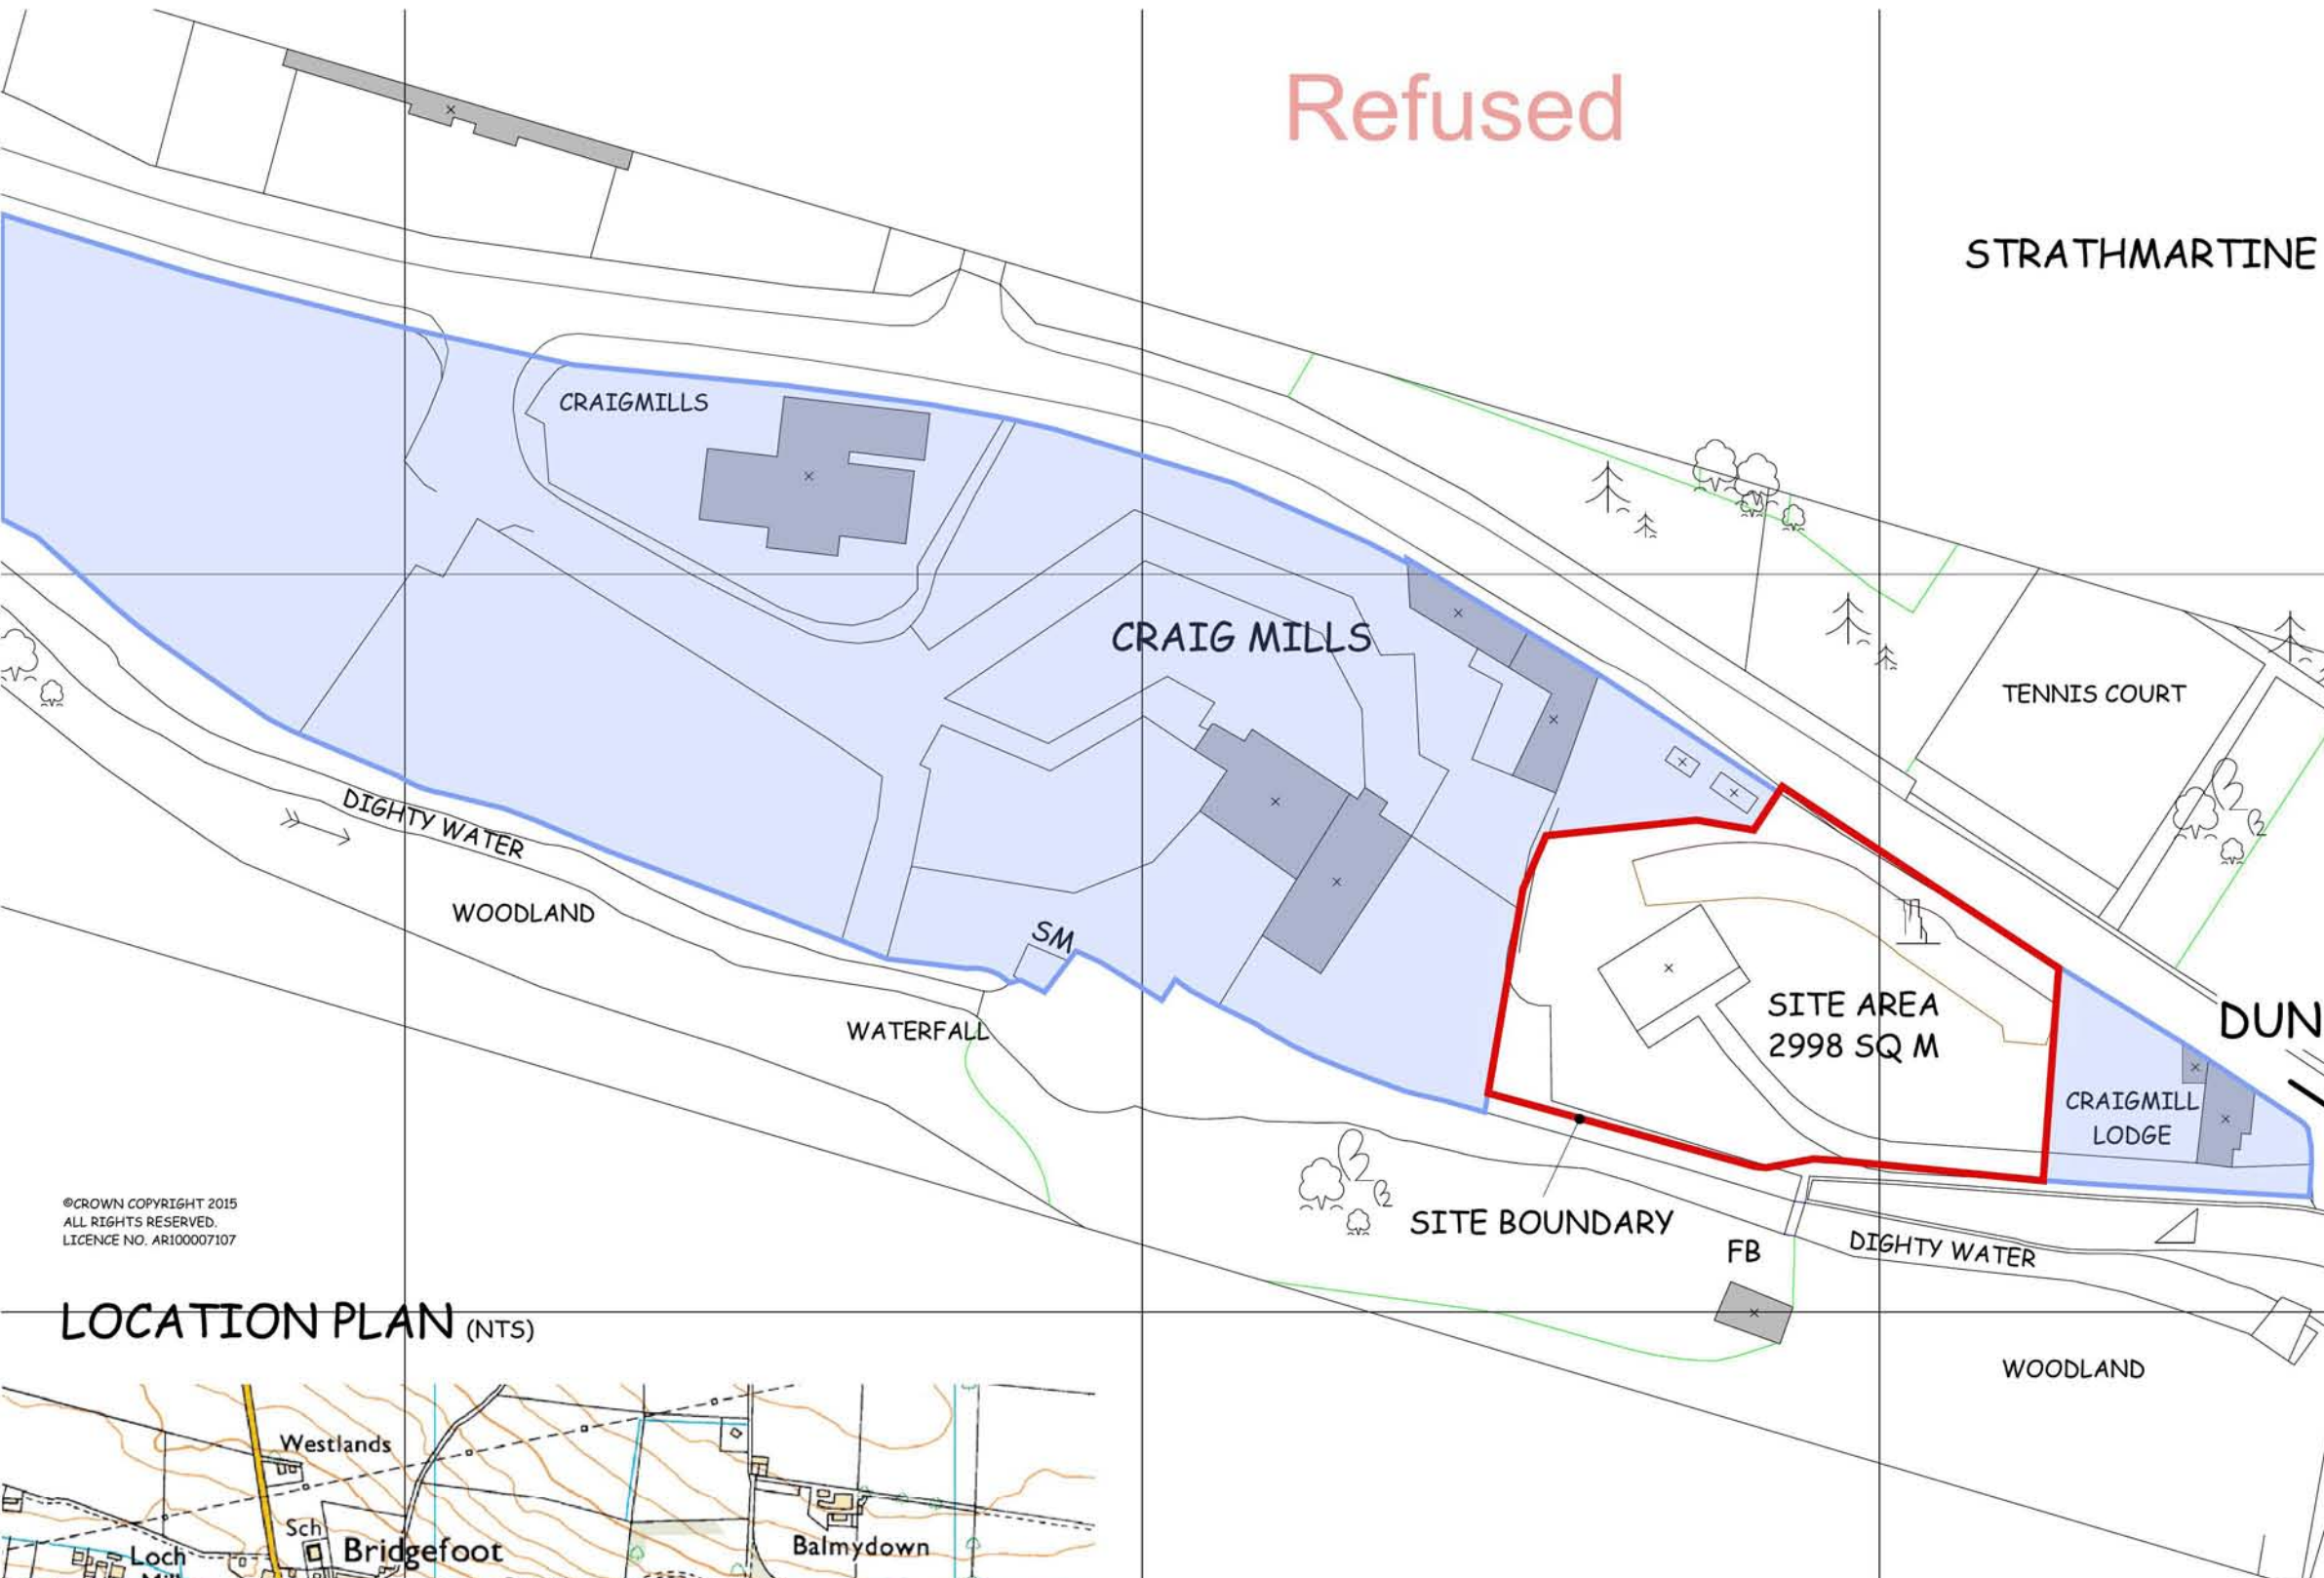 Refused
STRATHMARTINE
CRAIGMILLS
CRAIG MILLS
TENNIS COURT
DIGHTY WATER
WOODLAND
SM
WATERFALL
SITE AREA
2998 SQ M
DUN
CRAIGMILL
LODGE
©CROWN COPYRIGHT 2015
ALL RIGHTS RESERVED.
LICENCE NO. AR100007107
SITE BOUNDARY
FB
DIGHTY WATER
LOCATION PLAN (NTS)
WOODLAND
Westlands
Sch
Bridgefoot
Balmydown
Loch